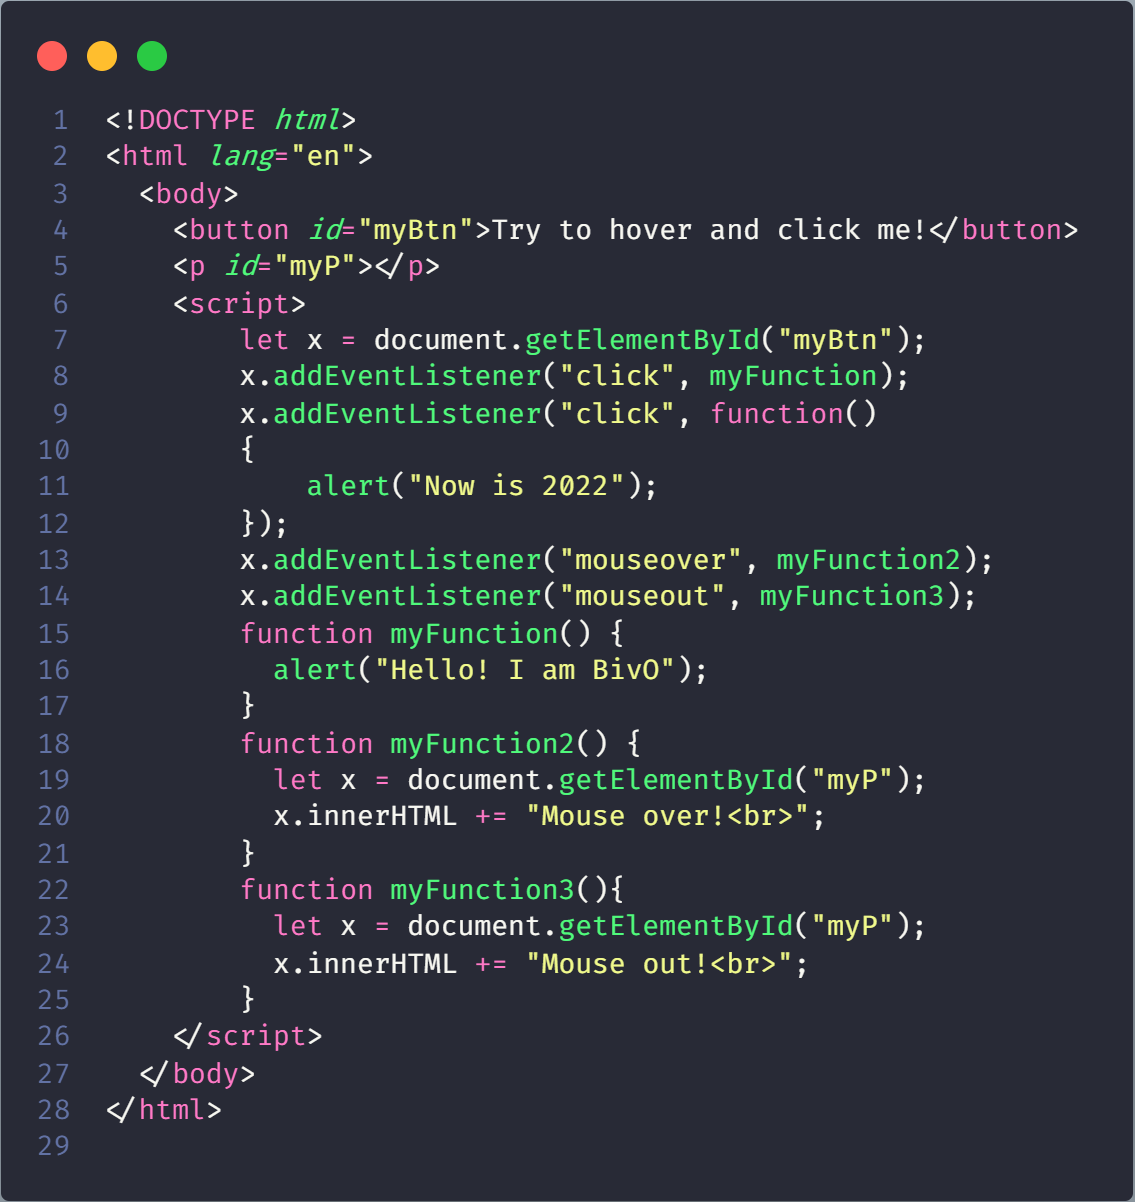 1 <!DOCTYPE html>
2 <html lang="en">
3   <body>
4     <button id="myBtn">Try to hover and click me!</button>
5     <p id="myP"></p>
6     <script>
7         let x = document.getElementById("myBtn");
8         x.addEventListener("click", myFunction);
9         x.addEventListener("click", function()
10         {
11             alert("Now is 2022");
12         });
13         x.addEventListener("mouseover", myFunction2);
14         x.addEventListener("mouseout", myFunction3);
15         function myFunction() {
16           alert("Hello! I am BivO");
17         }
18         function myFunction2() {
19           let x = document.getElementById("myP");
20           x.innerHTML += "Mouse over!<br>";
21         }
22         function myFunction3(){
23           let x = document.getElementById("myP");
24           x.innerHTML += "Mouse out!<br>";
25         }
26     </script>
27   </body>
28 </html>
29